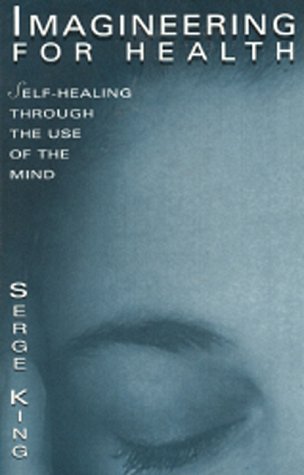 IMAGINEERING
FOR HEALTH
SELF-HEALING
THROUGH
THE USE
OF THE
MIND
SERGE KING